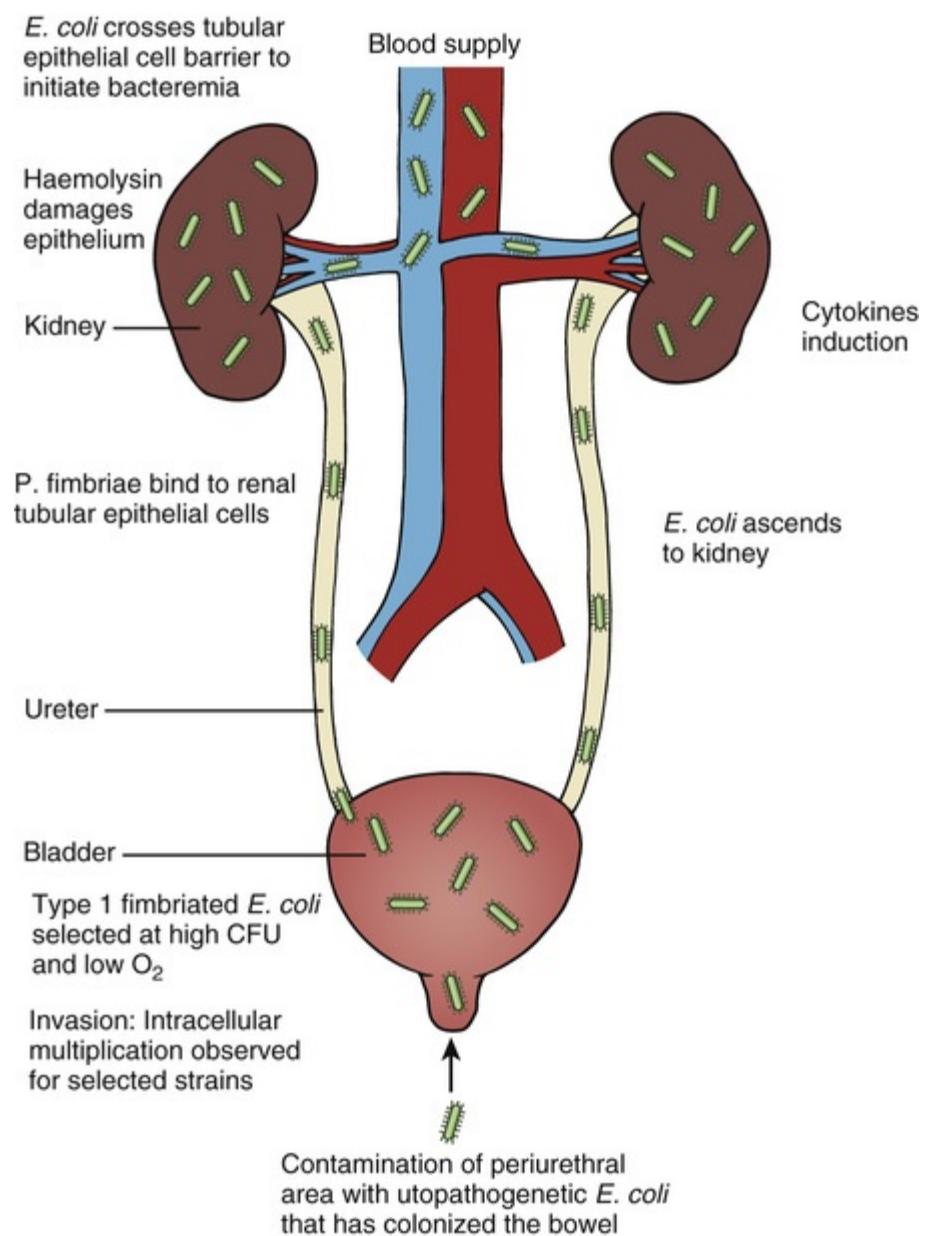 E. coli crosses tubular
epithelial cell barrier to
initiate bacteremia
Blood supply
Haemolysin
damages
epithelium
Kidney
Cytokines
induction
P. fimbriae bind to renal
tubular epithelial cells
E. coli ascends
to kidney
Ureter
Bladder
Type 1 fimbriated E. coli
selected at high CFU
and low O₂
Invasion: Intracellular
multiplication observed
for selected strains
Contamination of periurethral
area with utopathogenetic E. coli
that has colonized the bowel